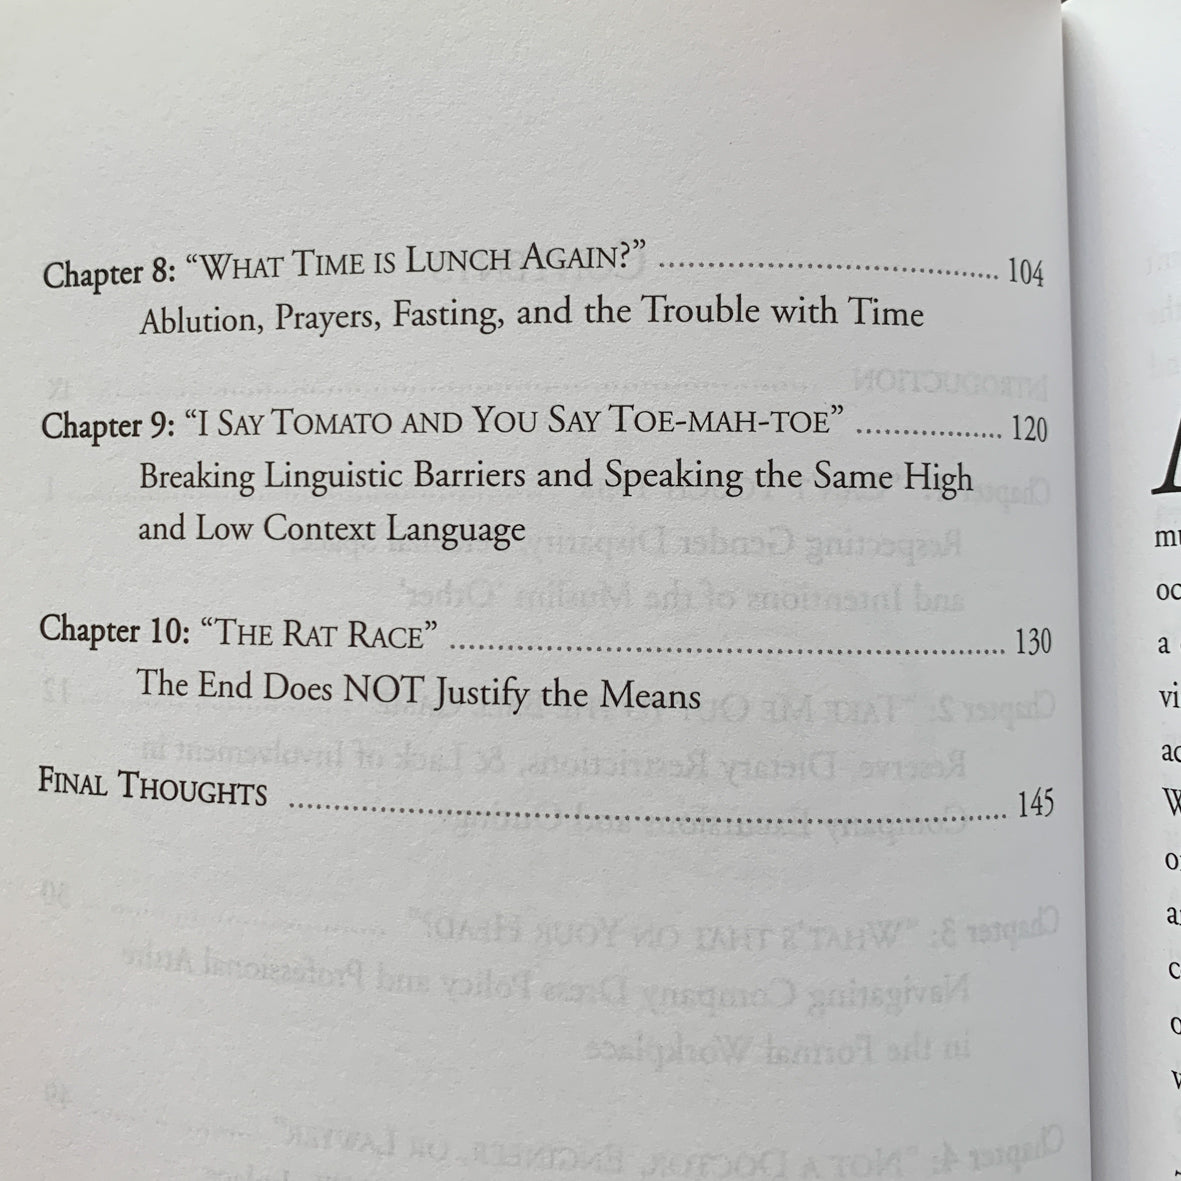 Chapter 8: “WHAT TIME IS LUNCH AGAIN?” ........................................ 104
Ablution, Prayers, Fasting, and the Trouble with Time
Chapter 9: “I SAY TOMATO AND YOU SAY TOE-MAH-TOE” ................. 120
Breaking Linguistic Barriers and Speaking the Same High
and Low Context Language
Chapter 10: “THE RAT RACE” .................................................................. 130
The End Does NOT Justify the Means
FINAL THOUGHTS ..................................................................................... 145